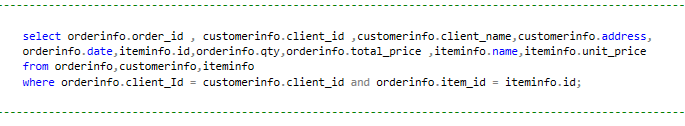 select orderinfo.order_id , customerinfo.client_id ,customerinfo.client_name,customerinfo.address,
orderinfo.date,iteminfo.id,orderinfo.qty,orderinfo.total_price ,iteminfo.name,iteminfo.unit_price
from orderinfo,customerinfo,iteminfo
where orderinfo.client_Id = customerinfo.client_id and orderinfo.item_id = iteminfo.id;